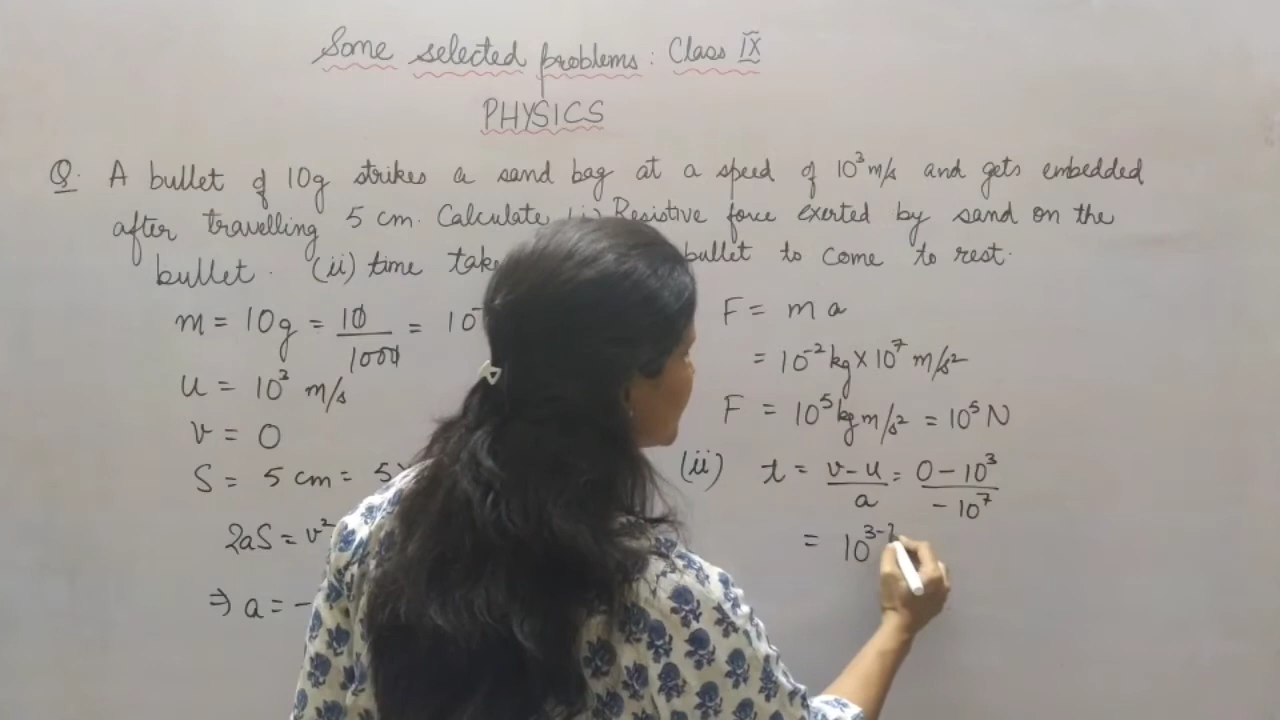 Some selected problems: Class IX
PHYSICS
Q. A bullet of 10g strikes a sand bag at a speed of 10³ m/s and gets embedded
after travelling 5 cm. Calculate (i) Resistive force exerted by sand on the
bullet. (ii) time bullet to come to rest.
m = 10g = 10/1000 = 10
u = 10³ m/s
v = 0
S = 5 cm = 5
2aS = v²
⇒ a = -
F = m a
= 10⁻² kg × 10⁷ m/s²
F = 10⁵ kg m/s² = 10⁵ N
(ii) t = v-u/a = 0-10³/-10⁷
= 10³⁻